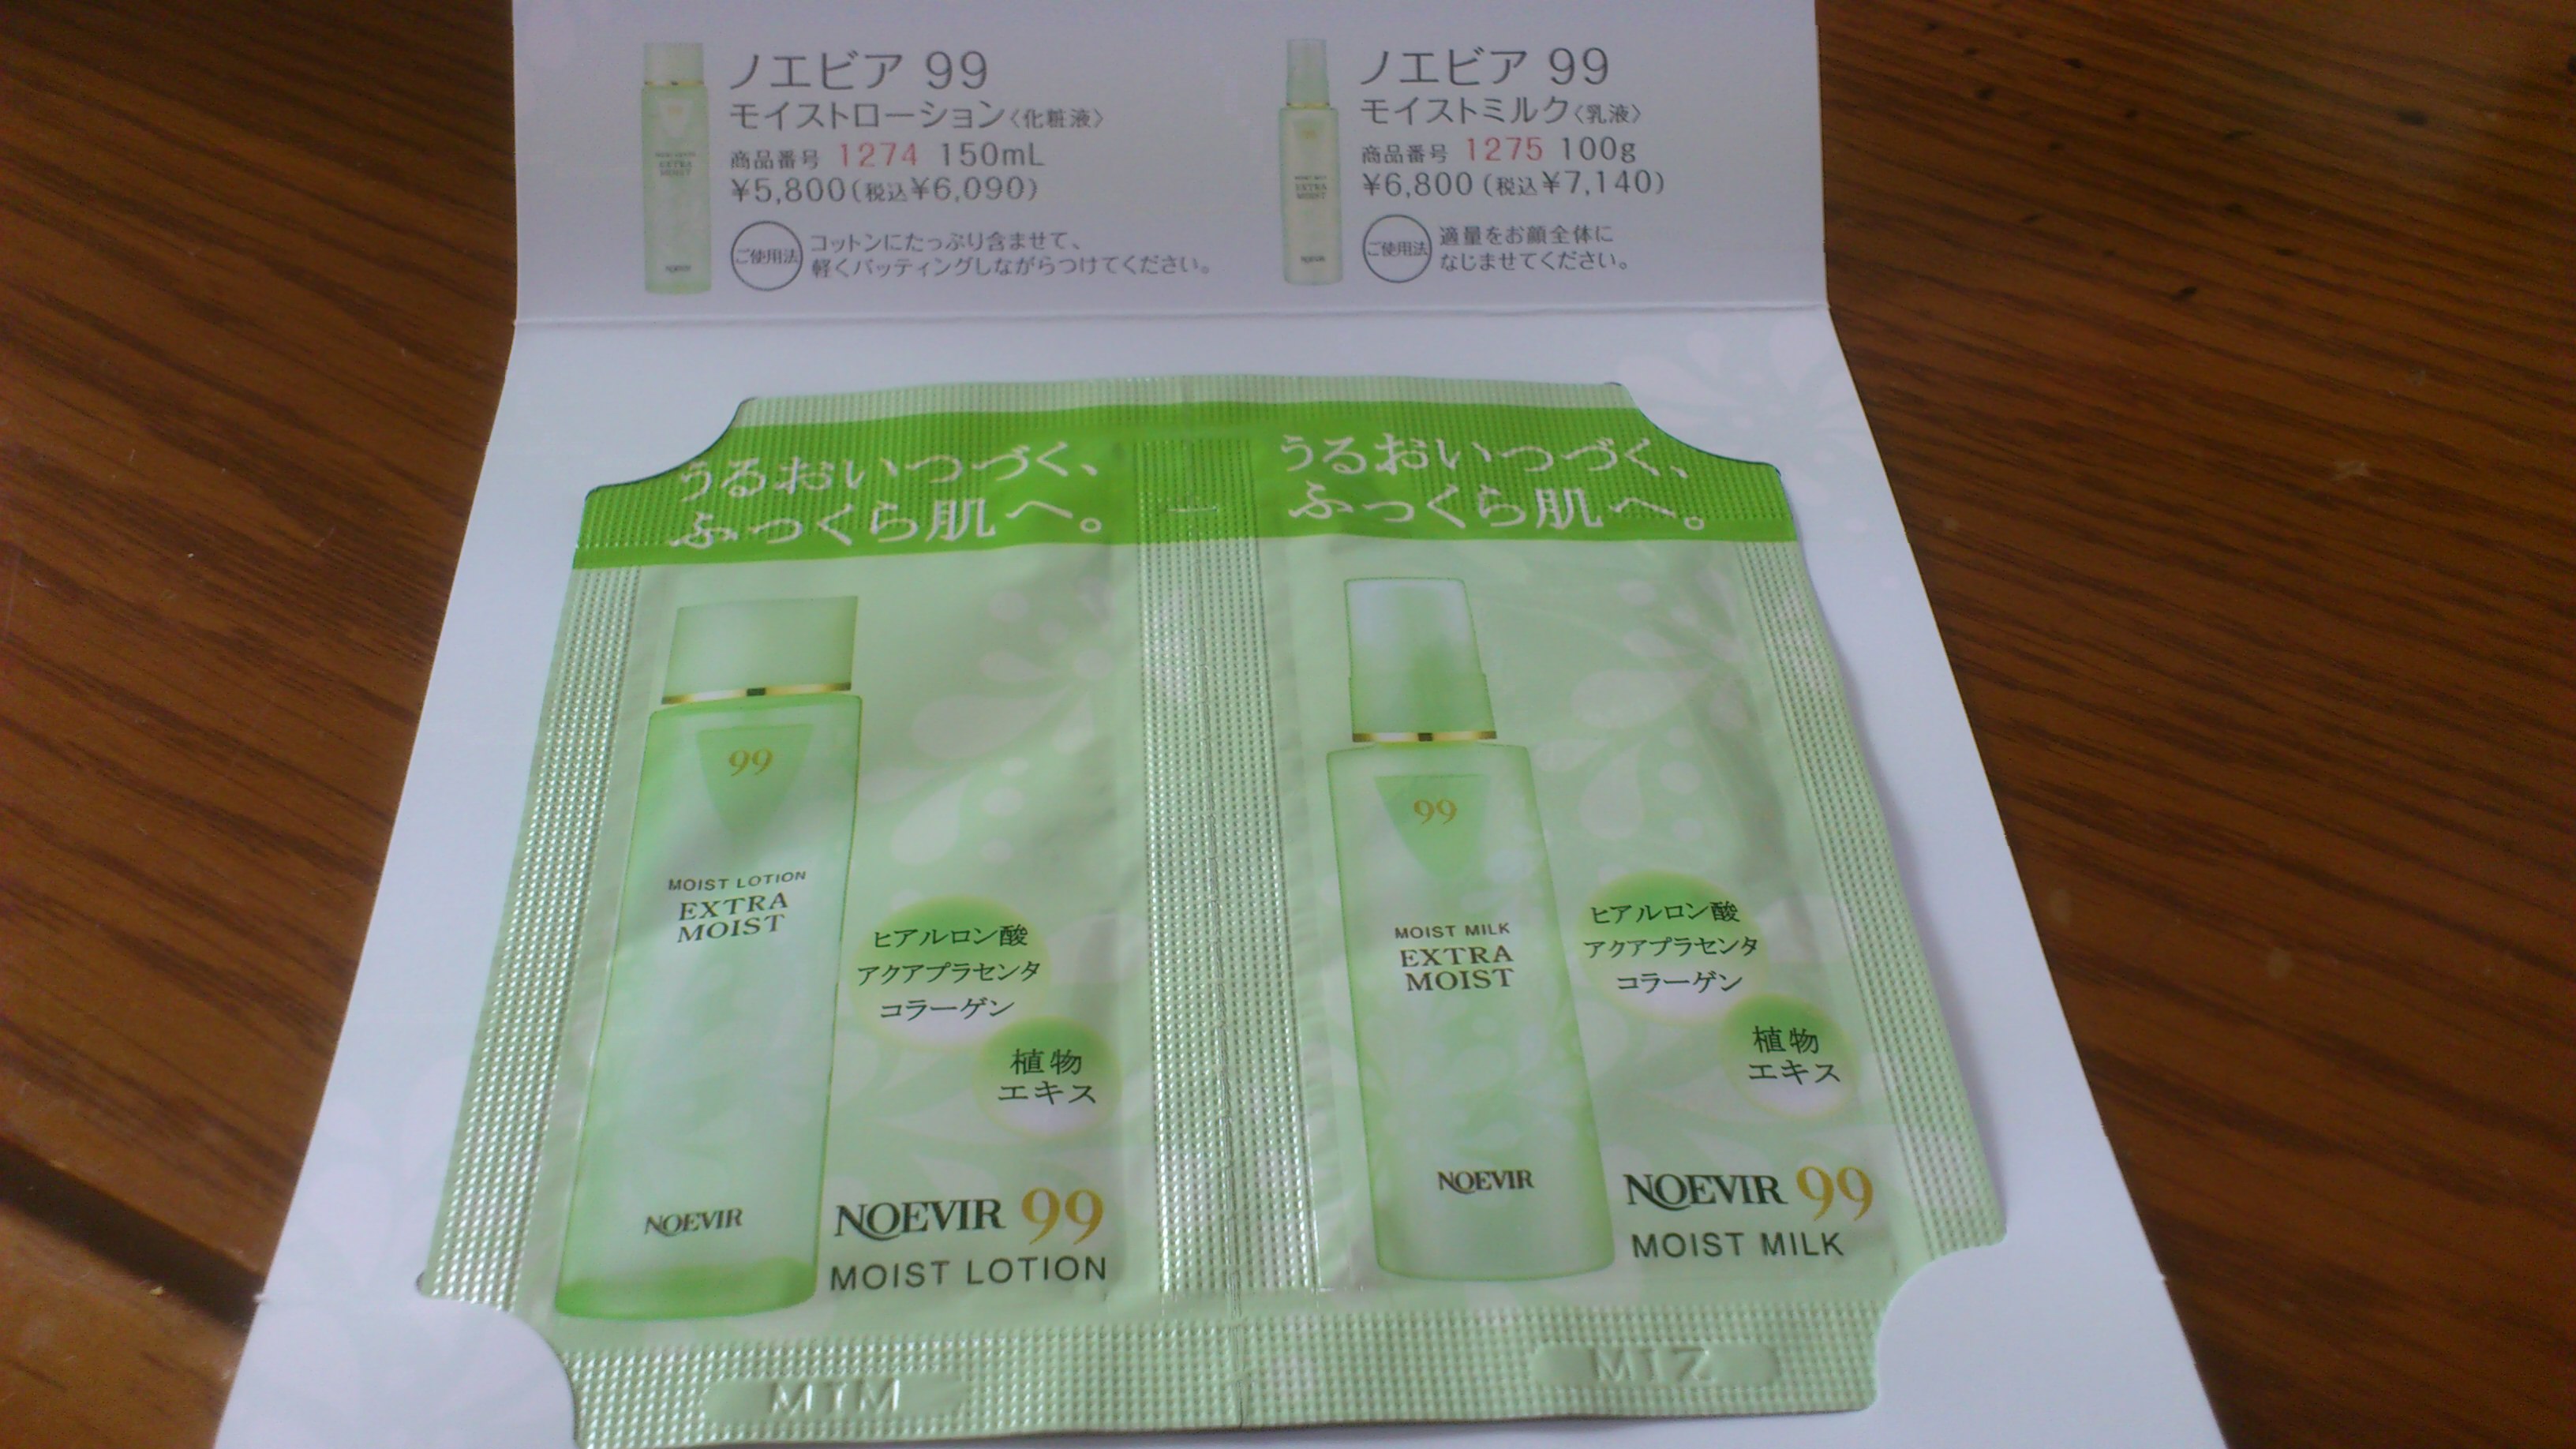 ノエビア 99
モイストローション〈化粧液〉
商品番号 1274 150mL
¥5,800(税込¥6,090)
ご使用法
コットンにたっぷり含ませて、
軽くパッティングしながらつけてください。
ノエビア 99
モイストミルク〈乳液〉
商品番号 1275 100g
¥6,800(税込¥7,140)
ご使用法
適量をお顔全体に
なじませてください。
EXTRA
MOIST
NOEVIR
EXTRA
MOIST
NOEVIR
うるおいつづく、
ふっくら肌へ。
99
MOIST LOTION
EXTRA
MOIST
NOEVIR
ヒアルロン酸
アクアプラセンタ
コラーゲン
植物
エキス
NOEVIR 99
MOIST LOTION
MIM
うるおいつづく、
ふっくら肌へ。
99
MOIST MILK
EXTRA
MOIST
NOEVIR
ヒアルロン酸
アクアプラセンタ
コラーゲン
植物
エキス
NOEVIR 99
MOIST MILK
MIZ